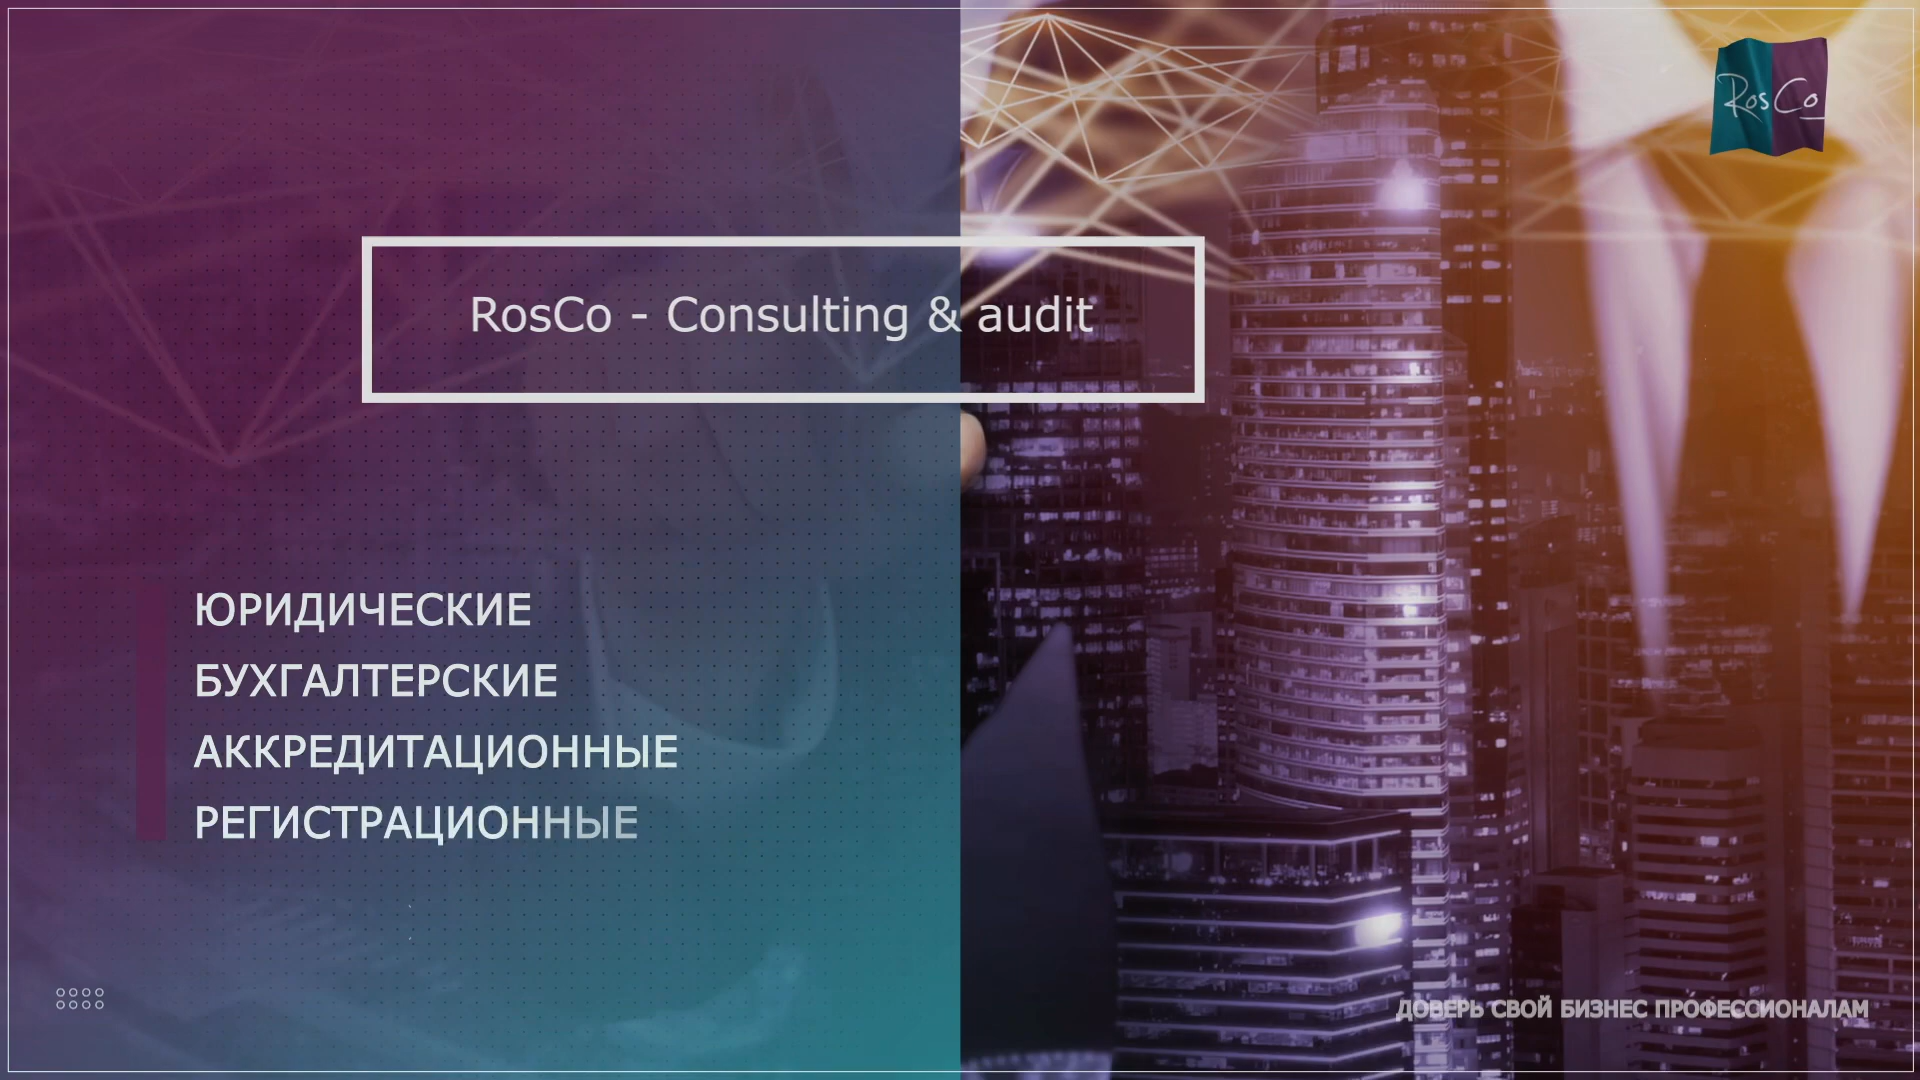 RosCo
RosCo - Consulting & audit
ЮРИДИЧЕСКИЕ
БУХГАЛТЕРСКИЕ
АККРЕДИТАЦИОННЫЕ
РЕГИСТРАЦИОННЫЕ
ДОВЕРЬ СВОЙ БИЗНЕС ПРОФЕССИОНАЛАМ